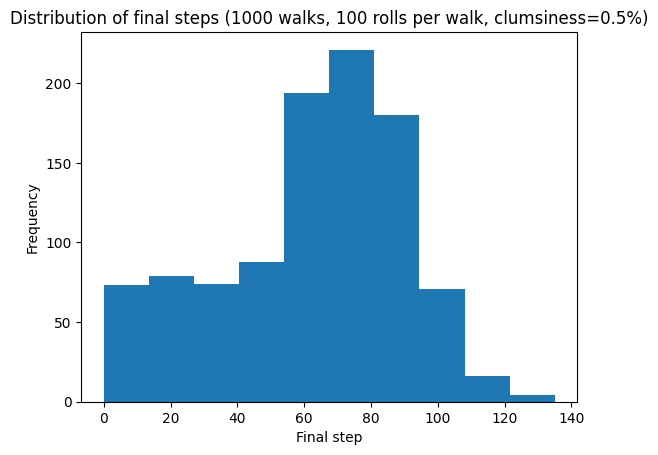 Distribution of final steps (1000 walks, 100 rolls per walk, clumsiness=0.5%)
200
150
100
50
0
Frequency
0 20 40 60 80 100 120 140
Final step